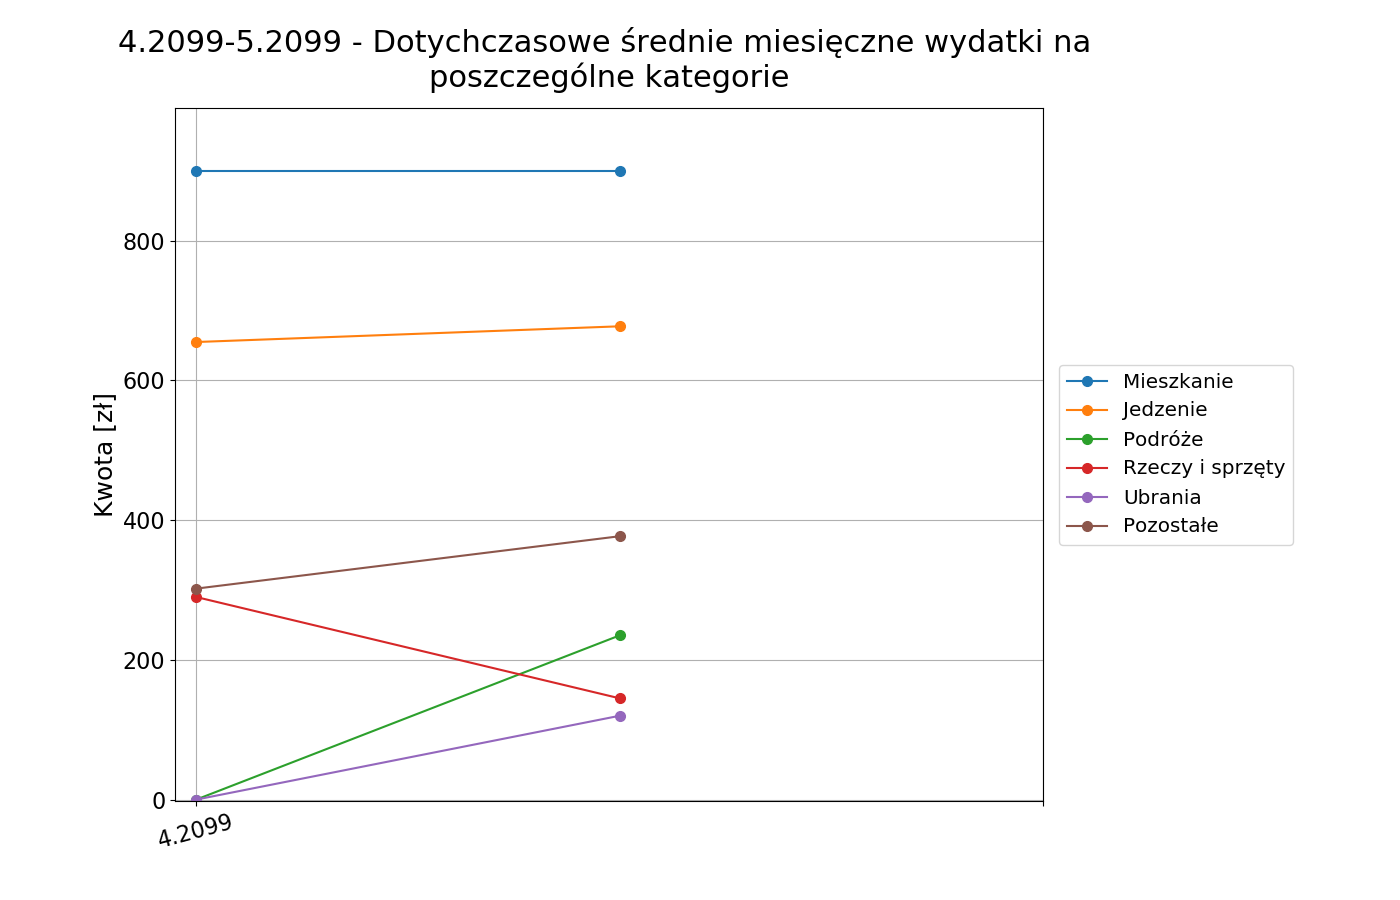 4.2099-5.2099 - Dotychczasowe średnie miesięczne wydatki na
poszczególne kategorie
Kwota [zł]
800
600
400
200
0
4.2099
Mieszkanie
Jedzenie
Podróże
Rzeczy i sprzęty
Ubrania
Pozostałe